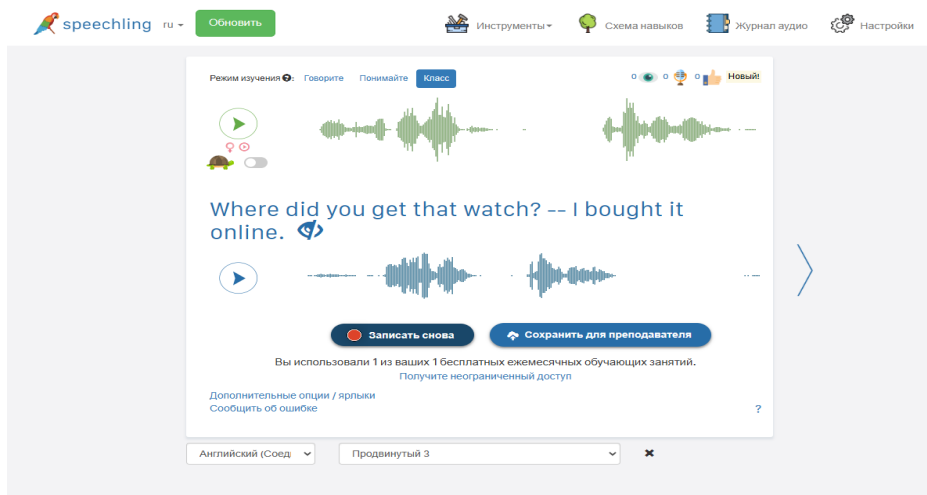 speechling ru Обновить Инструменты Схема навыков Журнал аудио Настройки
Режим изучения?: Говорите Понимайте Класс 0 0 0 Новый!
Where did you get that watch? -- I bought it
online.
Записать снова Сохранить для преподавателя
Вы использовали 1 из ваших 1 бесплатных ежемесячных обучающих занятий.
Получите неограниченный доступ
Дополнительные опции / ярлыки
Сообщить об ошибке ?
Английский (Соед Продвинутый 3